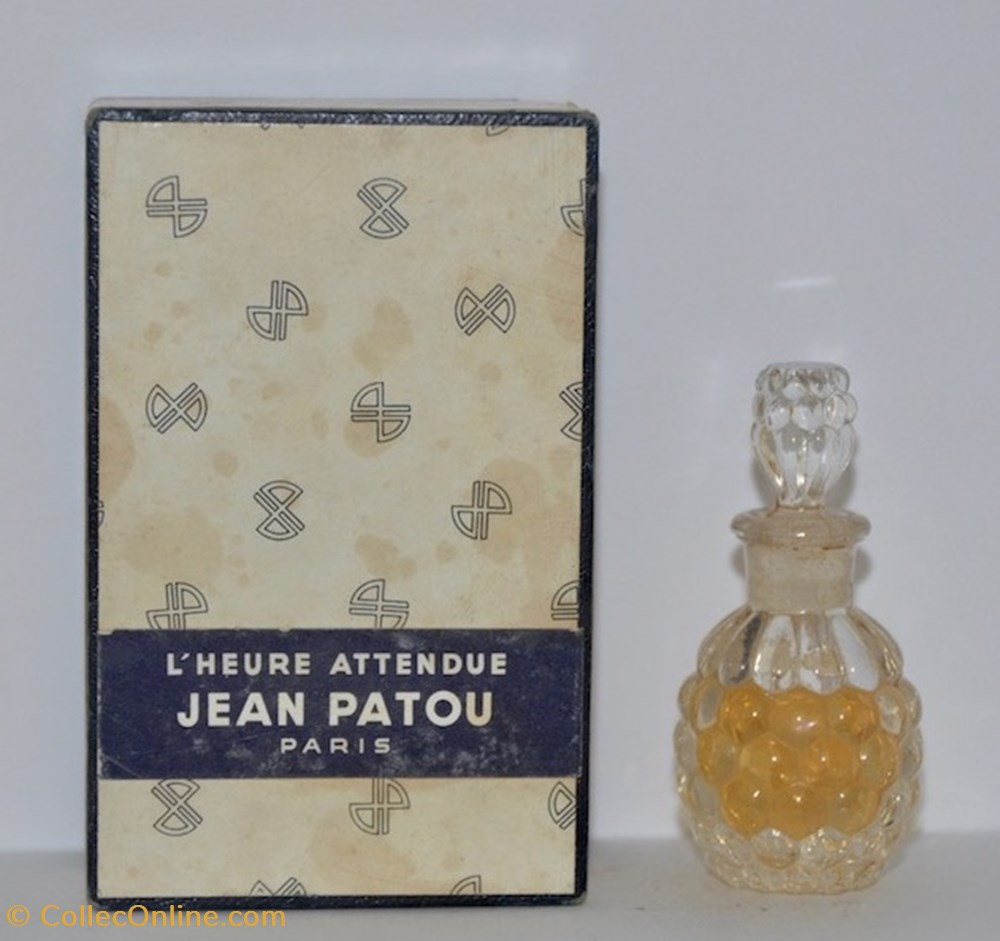 L'HEURE ATTENDUE
JEAN PATOU
PARIS
© CollecOnline.com